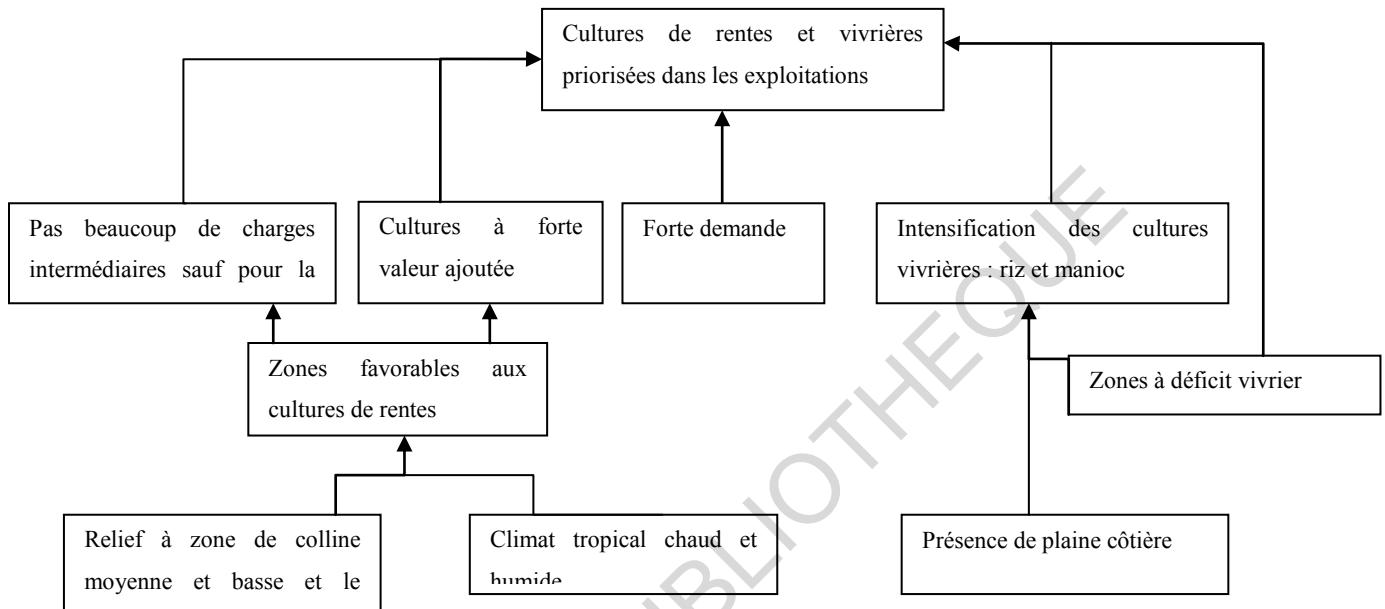 Cultures de rentes et vivrières
priorisées dans les exploitations
Pas beaucoup de charges
intermédiaires sauf pour la
Cultures à forte
valeur ajoutée
Forte demande
Intensification des cultures
vivrières : riz et manioc
Zones favorables aux
cultures de rentes
Zones à déficit vivrier
Relief à zone de colline
moyenne et basse et le
Climat tropical chaud et
humide
Présence de plaine côtière
BIBLIOTHEQUE